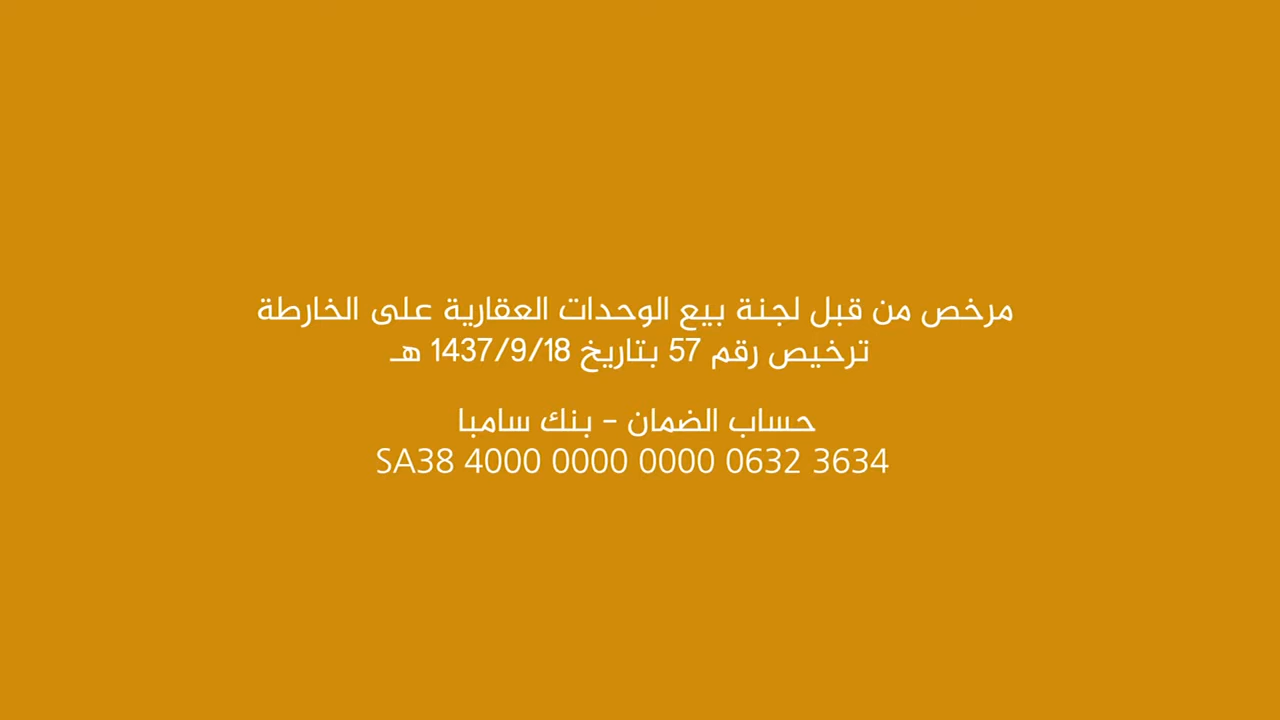 مرخص من قبل لجنة بيع الوحدات العقارية على الخارطة
ترخيص رقم 57 بتاريخ 1437/9/18 هـ
حساب الضمان - بنك سامبا
SA38 4000 0000 0000 0632 3634